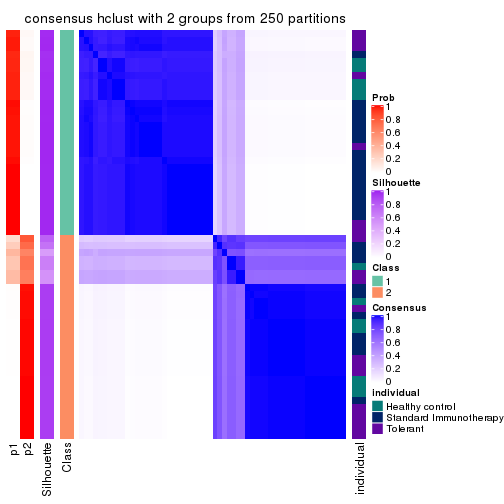 consensus hclust with 2 groups from 250 partitions
Prob
1
0.8
0.6
0.4
0.2
0
Silhouette
1
0.8
0.6
0.4
0.2
0
Class
1
2
Consensus
1
0.8
0.6
0.4
0.2
0
individual
Healthy control
Standard Immunotherapy
Tolerant
p1
p2
Silhouette
Class
individual